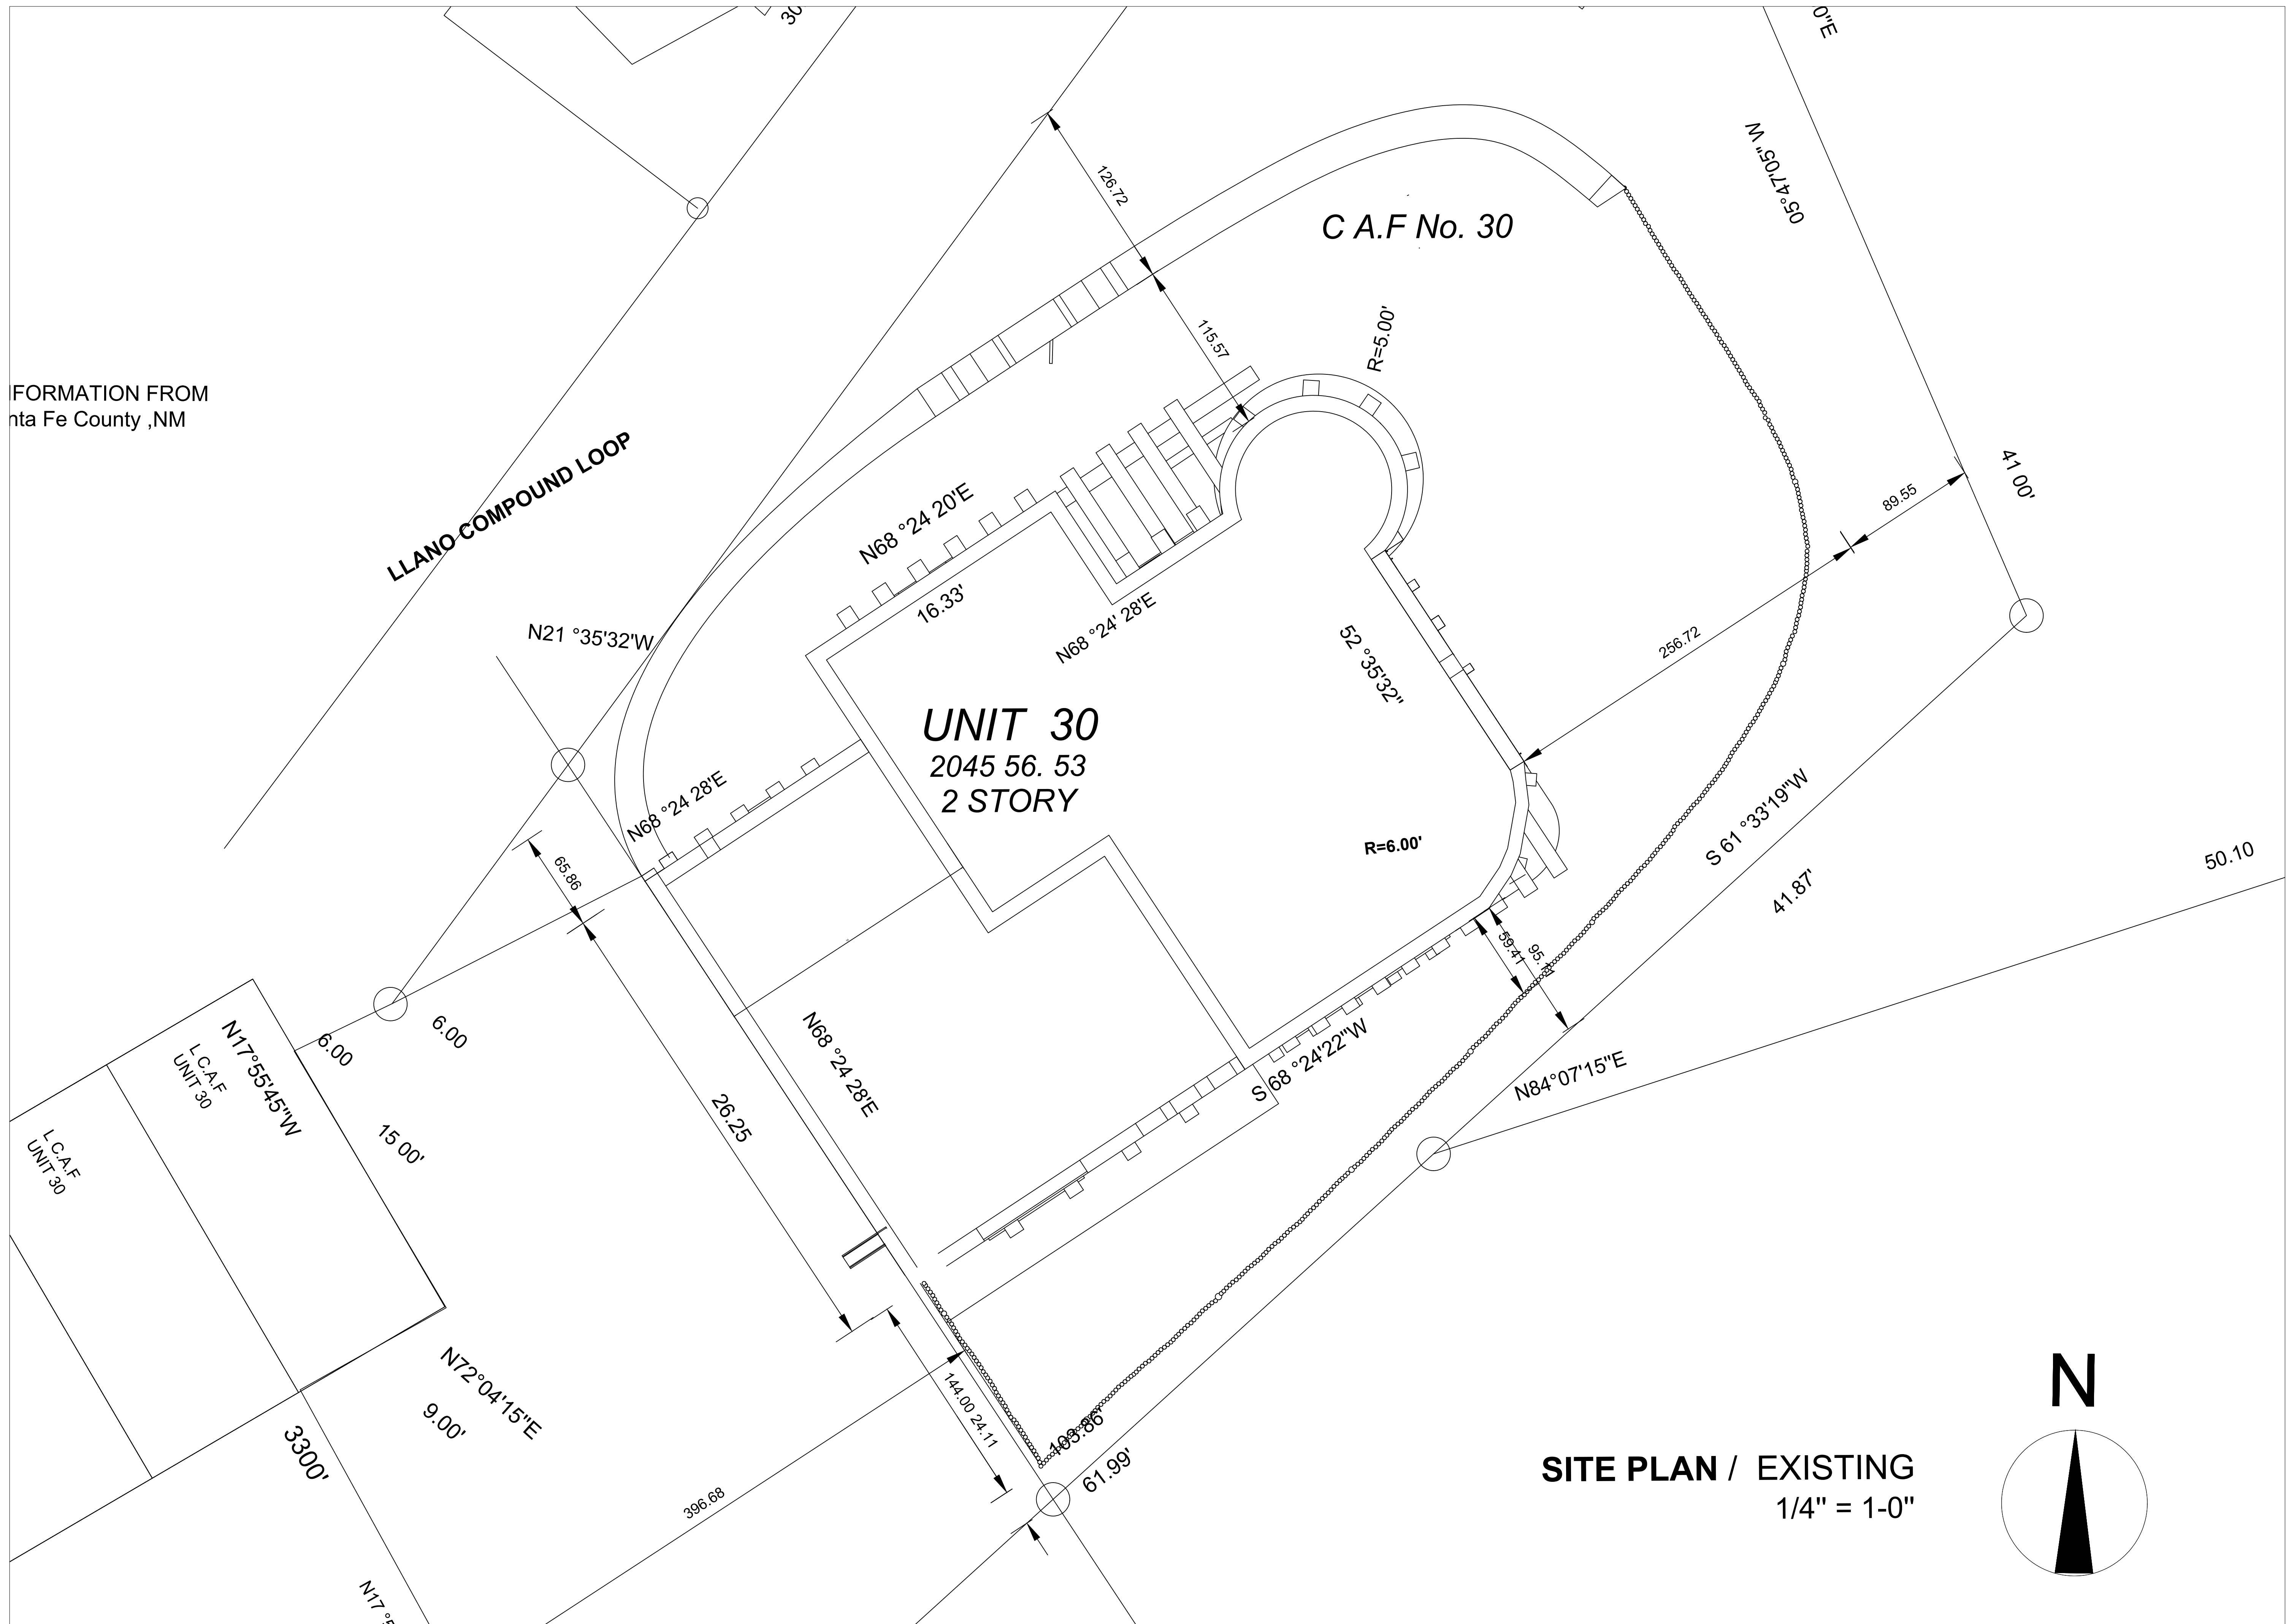 30
0"E
05°47'05" W
126.72
C A.F No. 30
115.57
R=5.00'
IFORMATION FROM
nta Fe County ,NM
LLANO COMPOUND LOOP
N68 °24 20'E
16.33'
N68 °24' 28'E
N21 °35'32'W
52 °35'32"
41 00'
89.55
256.72
UNIT 30
2045 56. 53
2 STORY
N68 °24 28'E
65.86
R=6.00'
S 61 °33'19"W
41.87'
50.10
59.41
95.
N68 °24 28'E
S 68 °24'22"W
N84°07'15"E
6.00
6.00
N17°55'45"W
L C.A.F
UNIT 30
L C.A.F
UNIT 30
15 00'
26.25
N72°04'15"E
9.00'
3300'
144.00 24.11
103.86'
61.99'
396.68
N17 °5
SITE PLAN / EXISTING
1/4" = 1-0"
N